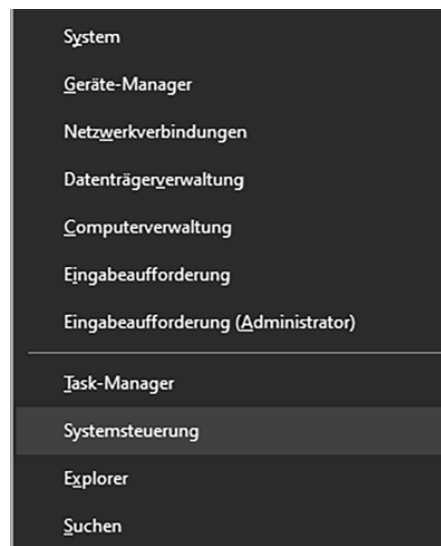 System
Geräte-Manager
Netzwerkverbindungen
Datenträgerverwaltung
Computerverwaltung
Eingabeaufforderung
Eingabeaufforderung (Administrator)
Task-Manager
Systemsteuerung
Explorer
Suchen